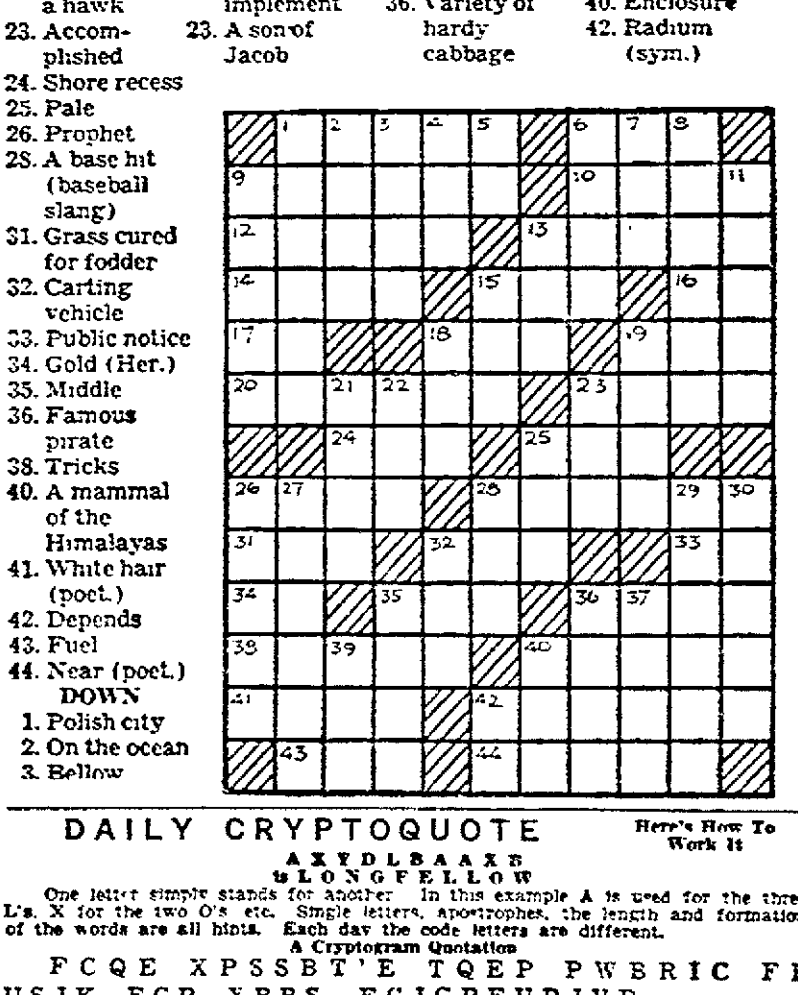 a hawk
23. Accom-
plished
24. Shore recess
25. Pale
26. Prophet
28. A base hit
(baseball
slang)
31. Grass cured
for fodder
32. Carting
vehicle
33. Public notice
34. Gold (Her.)
35. Middle
36. Famous
pirate
38. Tricks
40. A mammal
of the
Himalayas
41. White hair
(poet.)
42. Depends
43. Fuel
44. Near (poet.)
DOWN
1. Polish city
2. On the ocean
3. Bellow
implement
23. A son of
Jacob
36. Variety of
hardy
cabbage
40. Enclosure
42. Radium
(sym.)
1 2 3 4 5 6 7 8
9 10 11
12 13
14 15 16
17 18 19
20 21 22 23
24 25
26 27 28 29 30
31 32 33
34 35 36 37
38 39 40
41 42
43 44
DAILY CRYPTOQUOTE
Here's How To
Work It
A X Y D L B A A X R
is L O N G F E L L O W
One letter simply stands for another In this example A is used for the thre
L's, X for the two O's etc. Single letters, apostrophes, the length and formatio
of the words are all hints. Each day the code letters are different.
A Cryptogram Quotation
F C Q E X P S S B T ' E T Q E P P W B R I C F